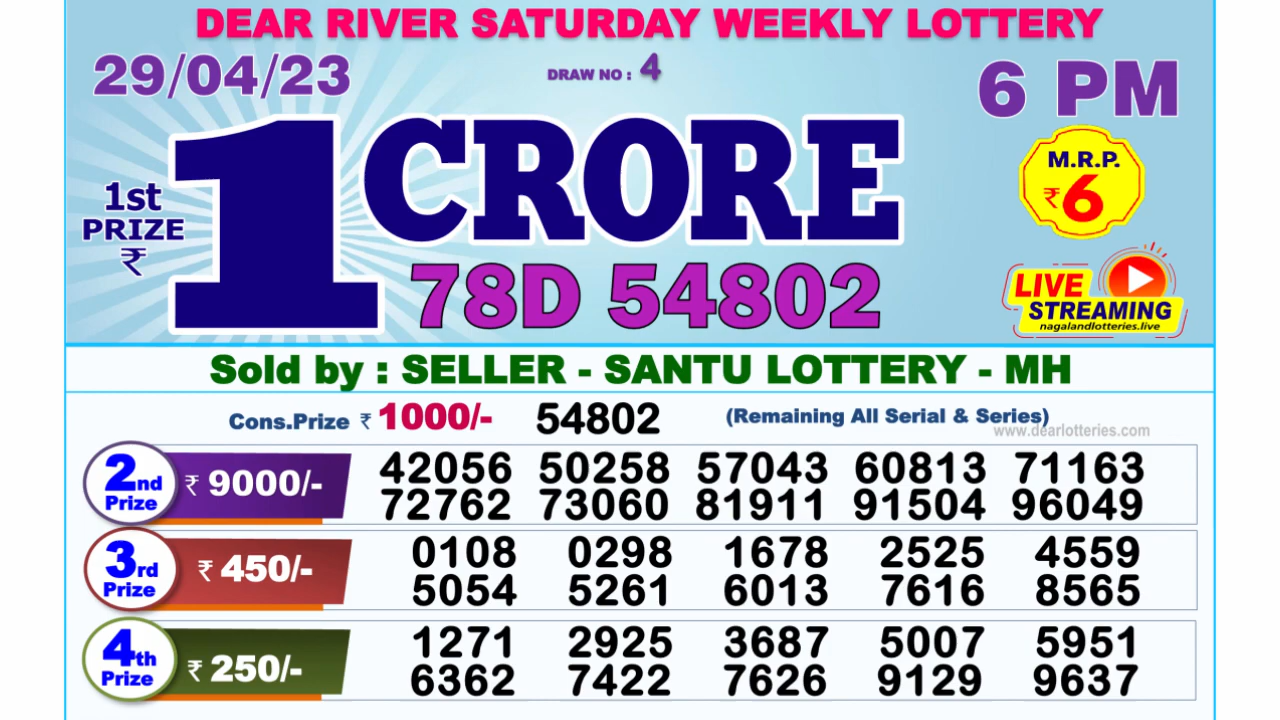 DEAR RIVER SATURDAY WEEKLY LOTTERY
29/04/23 DRAW NO : 4 6 PM
1st PRIZE ₹ 1 CRORE
M.R.P.
₹6
78D 54802
LIVE STREAMING
nagalandlotteries.live
Sold by : SELLER - SANTU LOTTERY - MH
Cons.Prize ₹ 1000/- 54802 (Remaining All Serial & Series)
www.dearlotteries.com
2nd Prize ₹ 9000/-
42056 50258 57043 60813 71163
72762 73060 81911 91504 96049
3rd Prize ₹ 450/-
0108 0298 1678 2525 4559
5054 5261 6013 7616 8565
4th Prize ₹ 250/-
1271 2925 3687 5007 5951
6362 7422 7626 9129 9637